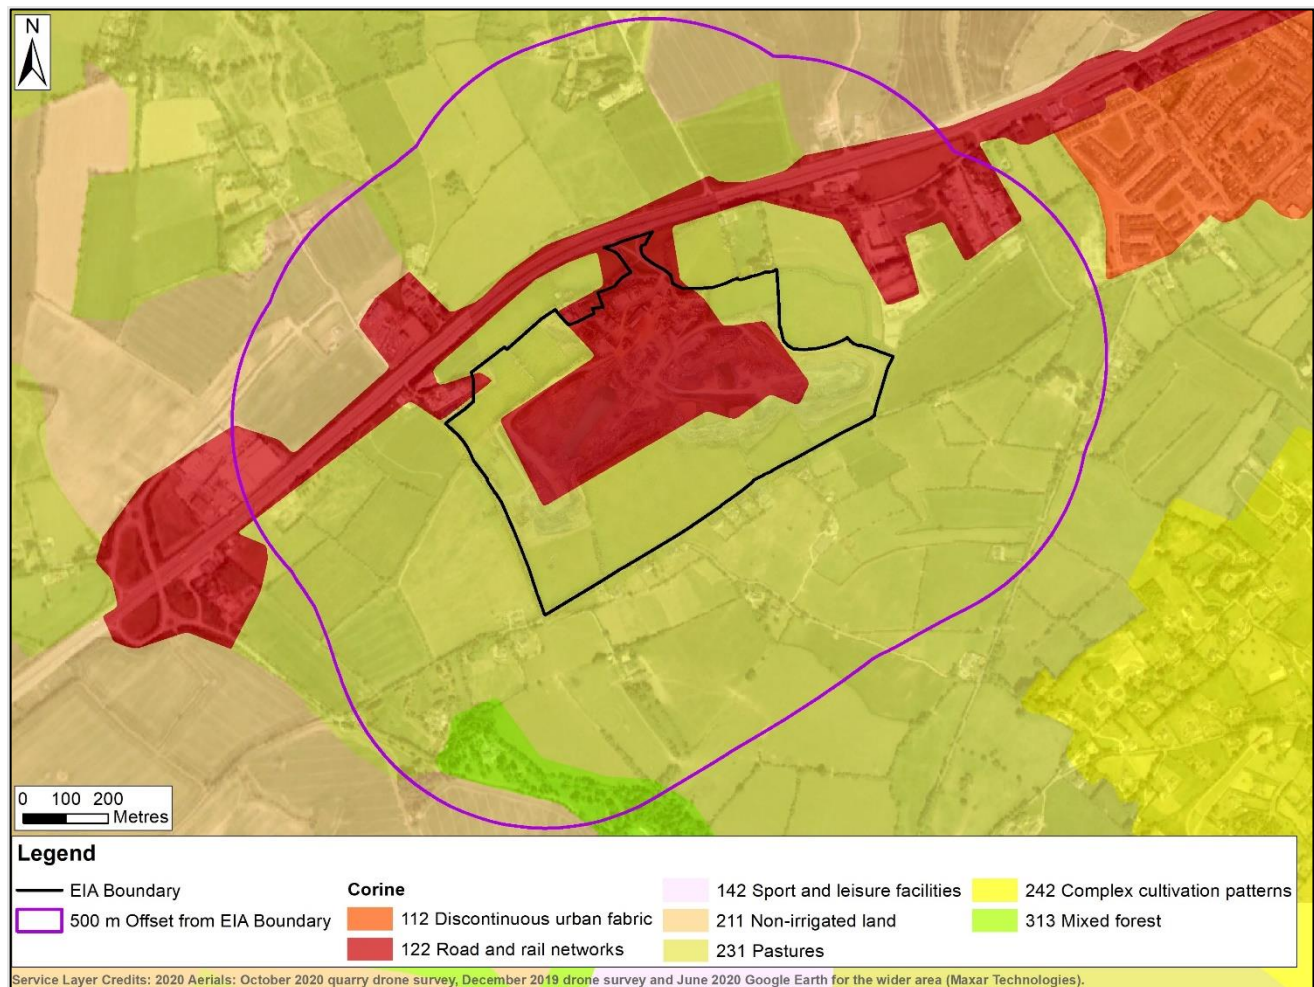 N
0 100 200
Metres
Legend
EIA Boundary
500 m Offset from EIA Boundary
Corine
112 Discontinuous urban fabric
122 Road and rail networks
142 Sport and leisure facilities
211 Non-irrigated land
231 Pastures
242 Complex cultivation patterns
313 Mixed forest
Service Layer Credits: 2020 Aerials: October 2020 quarry drone survey, December 2019 drone survey and June 2020 Google Earth for the wider area (Maxar Technologies).